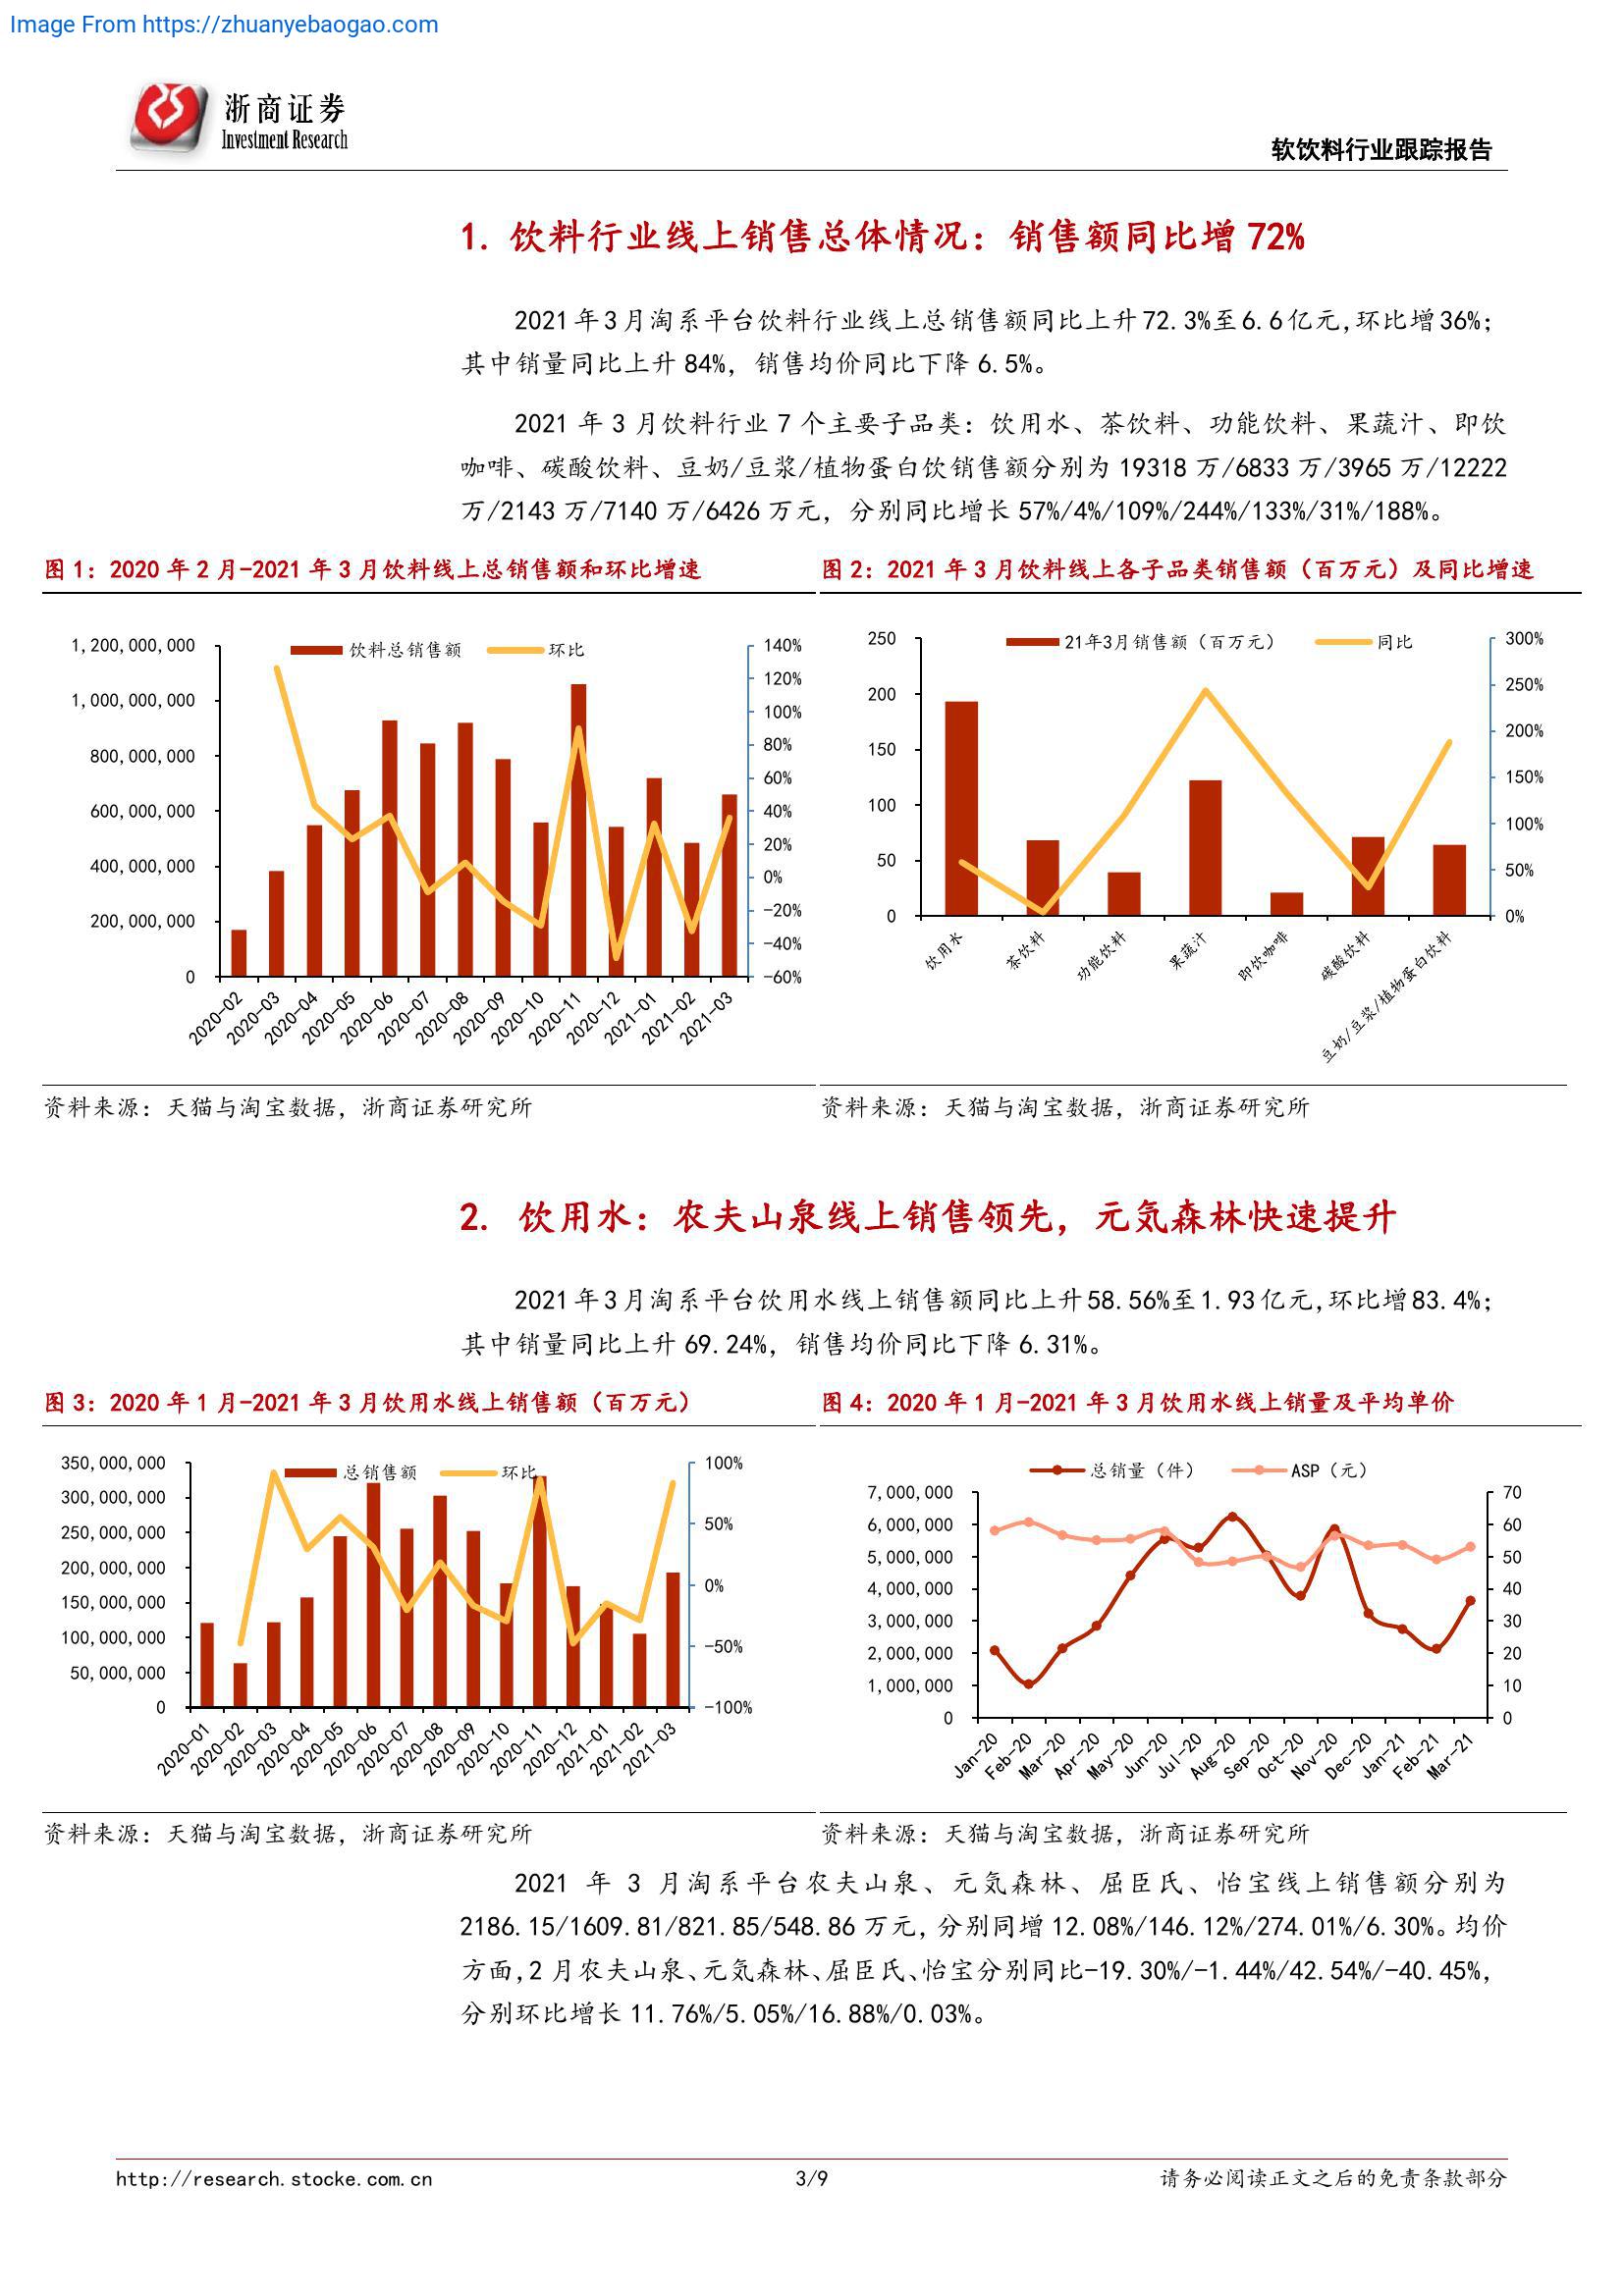 Image From https://zhuanyebaogao.com
浙商证券
Investment Research
软饮料行业跟踪报告
1. 饮料行业线上销售总体情况：销售额同比增 72%
2021年3月淘系平台饮料行业线上总销售额同比上升72.3%至6.6亿元,环比增36%；
其中销量同比上升 84%，销售均价同比下降 6.5%。
2021 年 3 月饮料行业 7 个主要子品类：饮用水、茶饮料、功能饮料、果蔬汁、即饮
咖啡、碳酸饮料、豆奶/豆浆/植物蛋白饮销售额分别为 19318 万/6833 万/3965 万/12222
万/2143 万/7140 万/6426 万元，分别同比增长 57%/4%/109%/244%/133%/31%/188%。
图 1：2020 年 2 月-2021 年 3 月饮料线上总销售额和环比增速
饮料总销售额 环比
1,200,000,000
1,000,000,000
800,000,000
600,000,000
400,000,000
200,000,000
0
140%
120%
100%
80%
60%
40%
20%
0%
-20%
-40%
-60%
2020-02
2020-03
2020-04
2020-05
2020-06
2020-07
2020-08
2020-09
2020-10
2020-11
2020-12
2021-01
2021-02
2021-03
资料来源：天猫与淘宝数据，浙商证券研究所
图 2：2021 年 3 月饮料线上各子品类销售额（百万元）及同比增速
21年3月销售额（百万元） 同比
250
200
150
100
50
0
300%
250%
200%
150%
100%
50%
0%
饮用水
茶饮料
功能饮料
果蔬汁
即饮咖啡
碳酸饮料
豆奶/豆浆/植物蛋白饮料
资料来源：天猫与淘宝数据，浙商证券研究所
2. 饮用水：农夫山泉线上销售领先，元気森林快速提升
2021年3月淘系平台饮用水线上销售额同比上升58.56%至1.93亿元,环比增83.4%；
其中销量同比上升 69.24%，销售均价同比下降 6.31%。
图 3：2020 年 1 月-2021 年 3 月饮用水线上销售额（百万元）
总销售额 环比
350,000,000
300,000,000
250,000,000
200,000,000
150,000,000
100,000,000
50,000,000
0
100%
50%
0%
-50%
-100%
2020-01
2020-02
2020-03
2020-04
2020-05
2020-06
2020-07
2020-08
2020-09
2020-10
2020-11
2020-12
2021-01
2021-02
2021-03
资料来源：天猫与淘宝数据，浙商证券研究所
图 4：2020 年 1 月-2021 年 3 月饮用水线上销量及平均单价
总销量（件） ASP（元）
7,000,000
6,000,000
5,000,000
4,000,000
3,000,000
2,000,000
1,000,000
0
70
60
50
40
30
20
10
0
Jan-20
Feb-20
Mar-20
Apr-20
May-20
Jun-20
Jul-20
Aug-20
Sep-20
Oct-20
Nov-20
Dec-20
Jan-21
Feb-21
Mar-21
资料来源：天猫与淘宝数据，浙商证券研究所
2021 年 3 月淘系平台农夫山泉、元気森林、屈臣氏、怡宝线上销售额分别为
2186.15/1609.81/821.85/548.86 万元,分别同增 12.08%/146.12%/274.01%/6.30%。均价
方面,2 月农夫山泉、元気森林、屈臣氏、怡宝分别同比-19.30%/-1.44%/42.54%/-40.45%,
分别环比增长 11.76%/5.05%/16.88%/0.03%。
http://research.stocke.com.cn
3/9
请务必阅读正文之后的免责条款部分